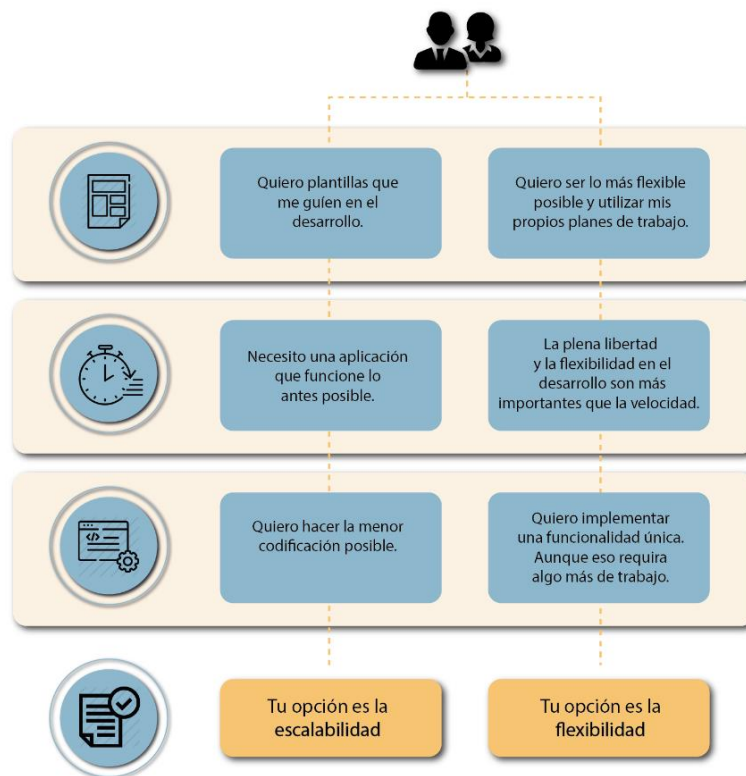 Quiero plantillas que
me guíen en el
desarrollo.
Quiero ser lo más flexible
posible y utilizar mis
propios planes de trabajo.
Necesito una aplicación
que funcione lo
antes posible.
La plena libertad
y la flexibilidad en el
desarrollo son más
importantes que la velocidad.
Quiero hacer la menor
codificación posible.
Quiero implementar
una funcionalidad única.
Aunque eso requira
algo más de trabajo.
Tu opción es la
escalabilidad
Tu opción es la
flexibilidad